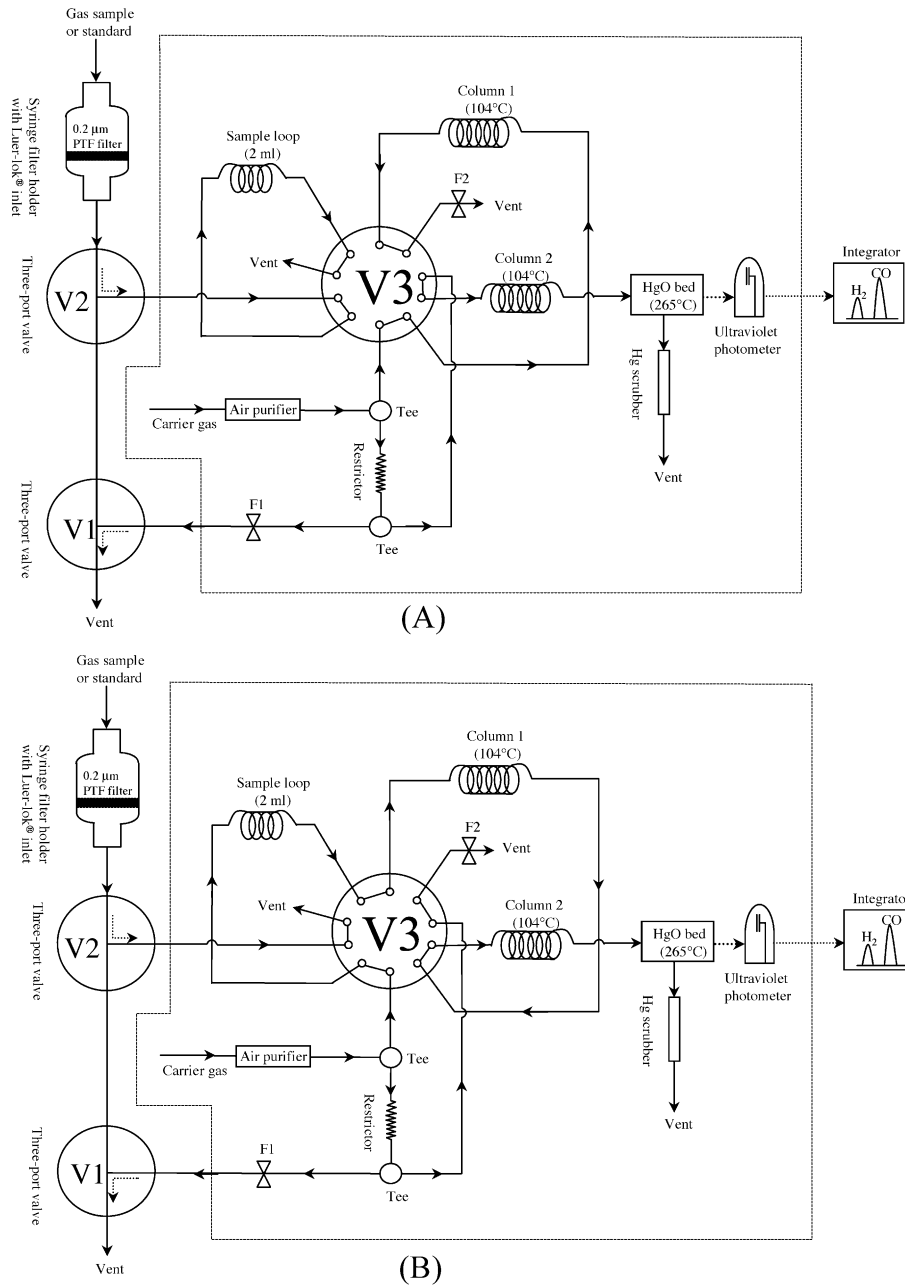 Gas sample
or standard
Syringe filter holder
with Luer-lok® inlet
0.2 µm
PTF filter
Column 1
(104°C)
Sample loop
(2 ml)
F2
Vent
Vent
V3
Column 2
(104°C)
Three-port valve
V2
HgO bed
(265°C)
Ultraviolet
photometer
Integrator
H2
CO
Hg scrubber
Vent
Carrier gas
Air purifier
Tee
Restrictor
Three-port valve
V1
F1
Tee
Vent
(A)
Gas sample
or standard
Syringe filter holder
with Luer-lok® inlet
0.2 µm
PTF filter
Column 1
(104°C)
Sample loop
(2 ml)
F2
Vent
Vent
V3
Column 2
(104°C)
Three-port valve
V2
HgO bed
(265°C)
Ultraviolet
photometer
Integrato
H2
CO
Hg scrubber
Vent
Carrier gas
Air purifier
Tee
Restrictor
Three-port valve
V1
F1
Tee
Vent
(B)